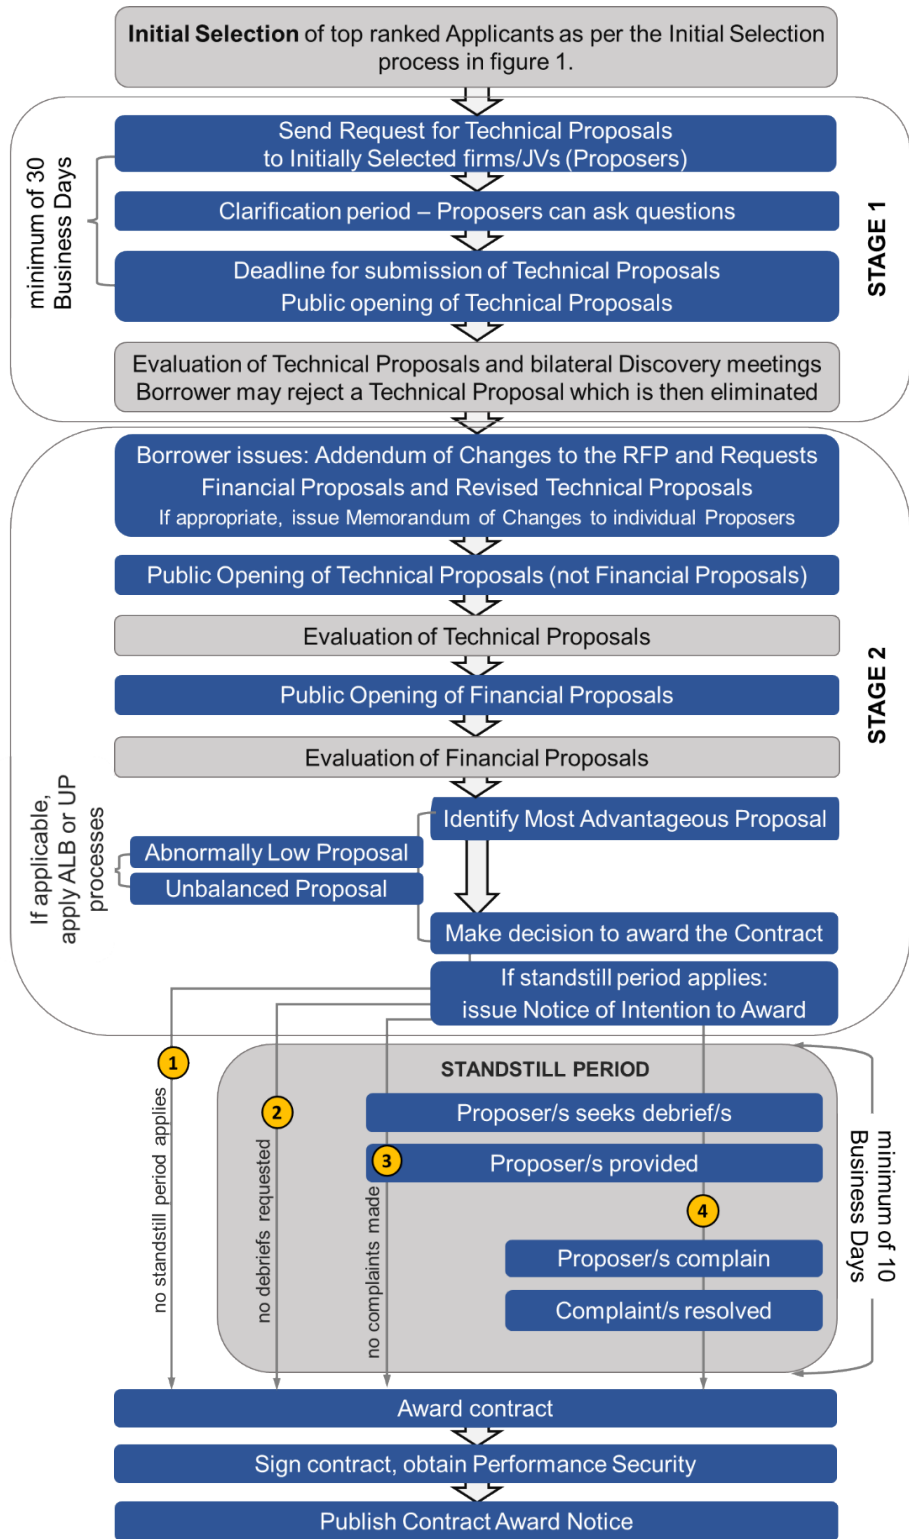 Initial Selection of top ranked Applicants as per the Initial Selection
process in figure 1.
minimum of 30
Business Days
STAGE 1
Send Request for Technical Proposals
to Initially Selected firms/JVs (Proposers)
Clarification period – Proposers can ask questions
Deadline for submission of Technical Proposals
Public opening of Technical Proposals
Evaluation of Technical Proposals and bilateral Discovery meetings
Borrower may reject a Technical Proposal which is then eliminated
STAGE 2
Borrower issues: Addendum of Changes to the RFP and Requests
Financial Proposals and Revised Technical Proposals
If appropriate, issue Memorandum of Changes to individual Proposers
Public Opening of Technical Proposals (not Financial Proposals)
Evaluation of Technical Proposals
Public Opening of Financial Proposals
Evaluation of Financial Proposals
If applicable,
apply ALB or UP
processes
Identify Most Advantageous Proposal
Abnormally Low Proposal
Unbalanced Proposal
Make decision to award the Contract
If standstill period applies:
issue Notice of Intention to Award
1
no standstill period applies
2
no debriefs requested
STANDSTILL PERIOD
Proposer/s seeks debrief/s
3
Proposer/s provided
no complaints made
4
Proposer/s complain
Complaint/s resolved
minimum of 10
Business Days
Award contract
Sign contract, obtain Performance Security
Publish Contract Award Notice